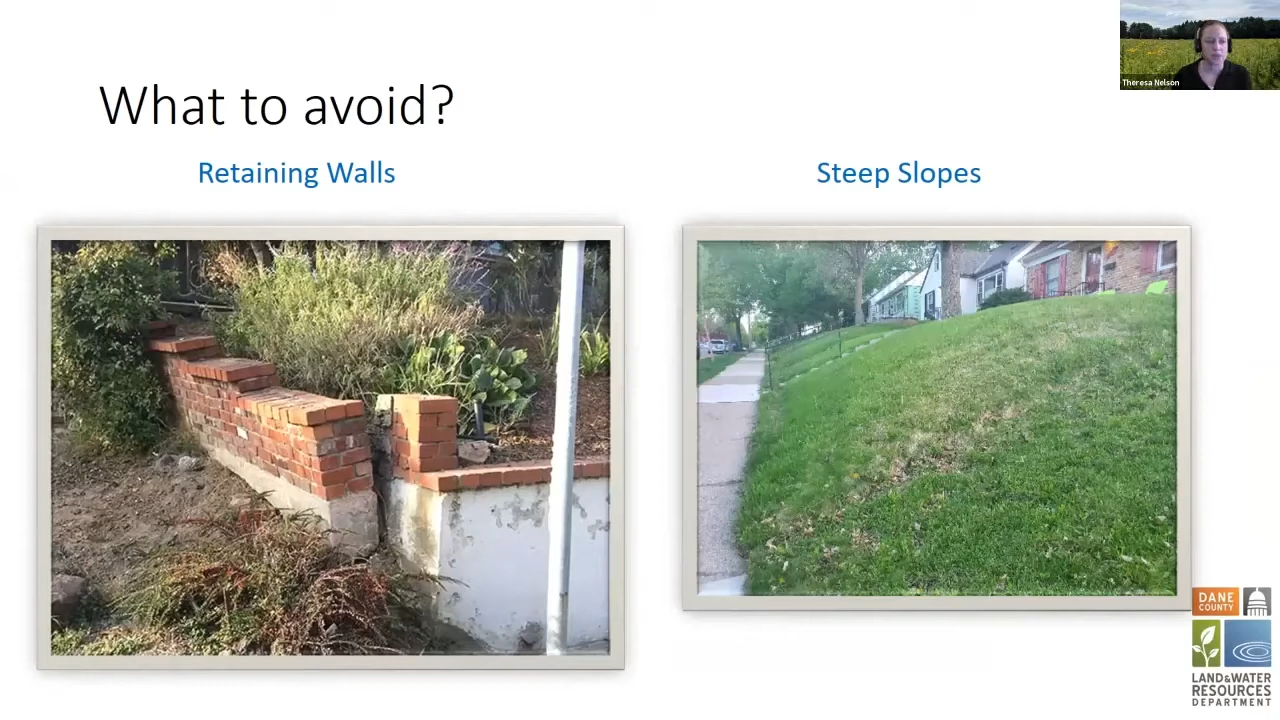 Theresa Nelson
What to avoid?
Retaining Walls
Steep Slopes
DANE
COUNTY
LAND&WATER
RESOURCES
DEPARTMENT